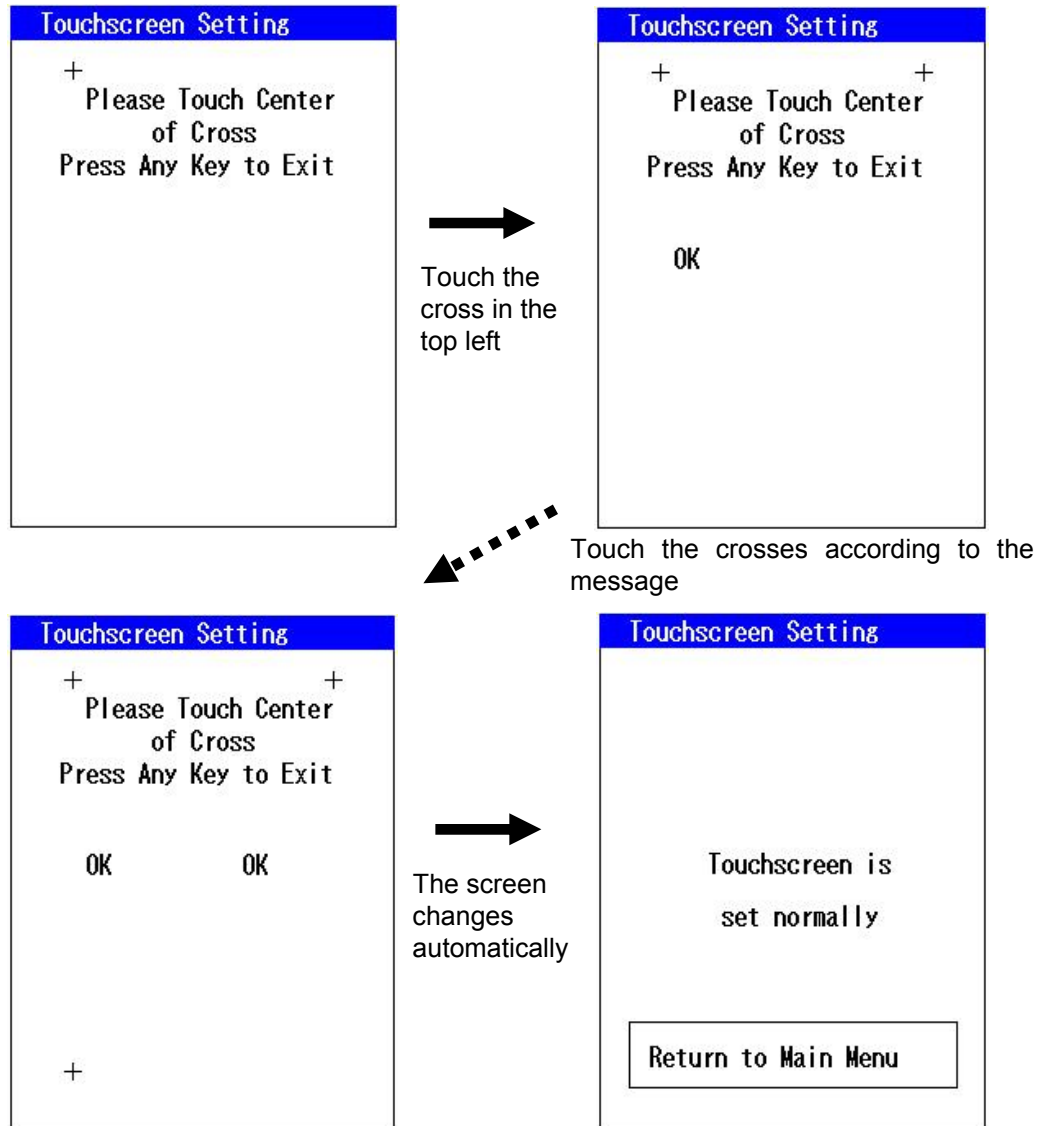 Touchscreen Setting
+
Please Touch Center
of Cross
Press Any Key to Exit
Touch the
cross in the
top left
Touchscreen Setting
+ +
Please Touch Center
of Cross
Press Any Key to Exit
OK
Touch the crosses according to the
message
Touchscreen Setting
+ +
Please Touch Center
of Cross
Press Any Key to Exit
OK OK
+
The screen
changes
automatically
Touchscreen Setting
Touchscreen is
set normally
Return to Main Menu